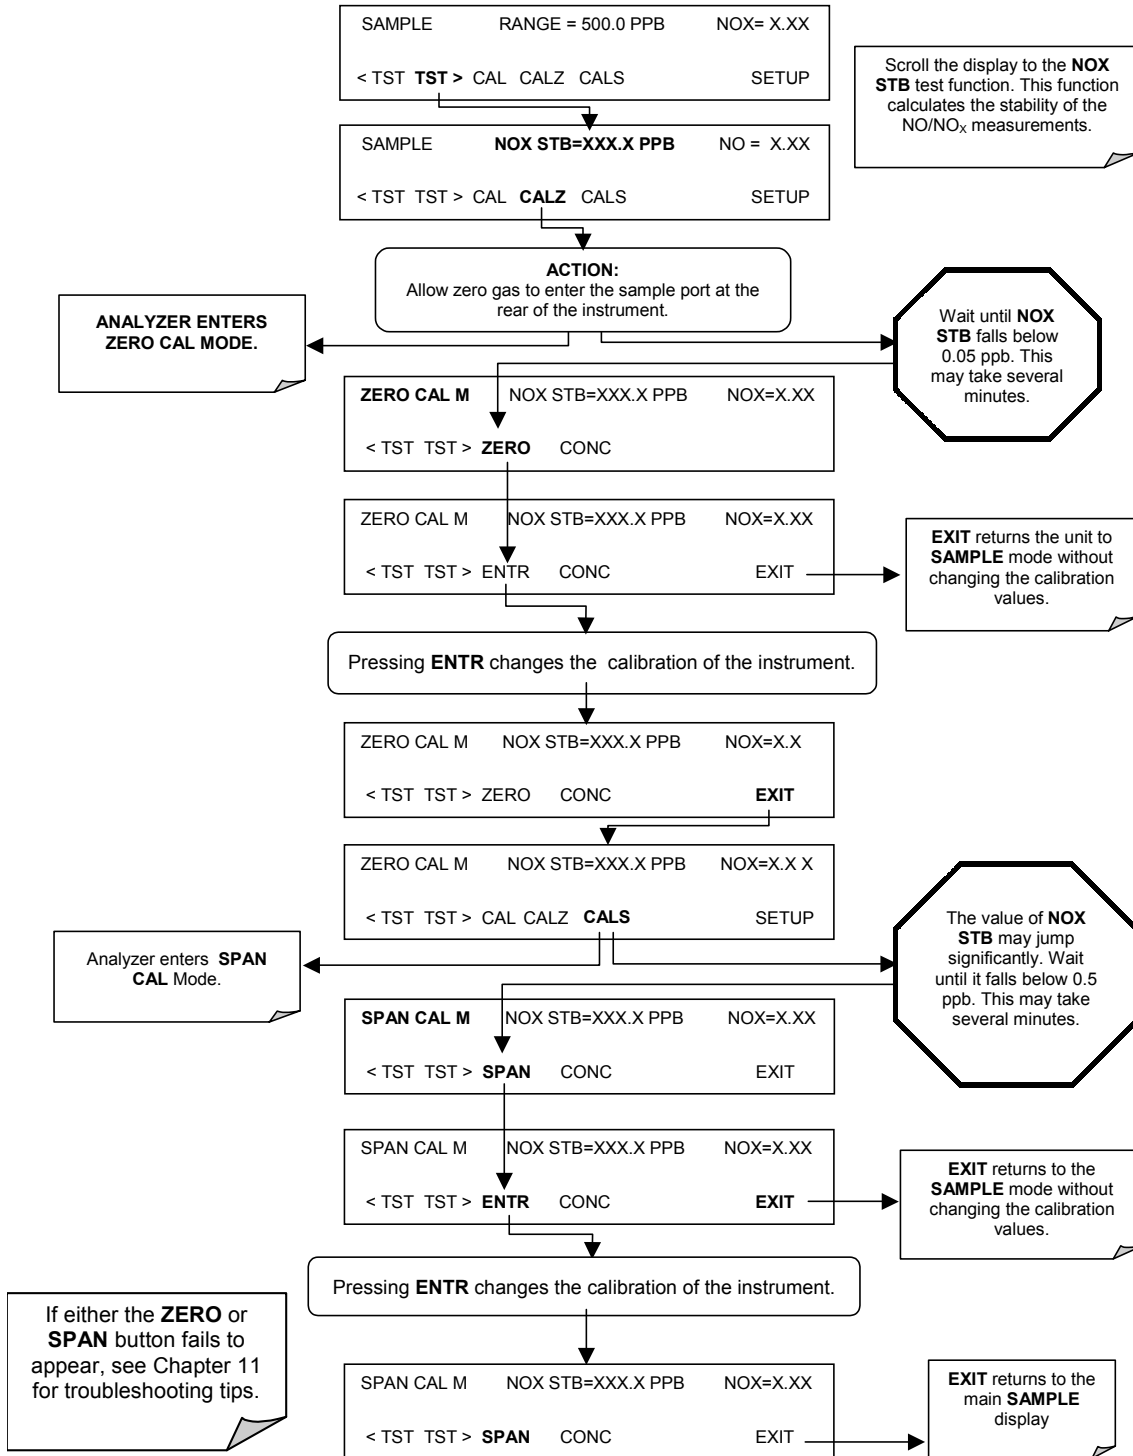 SAMPLE RANGE = 500.0 PPB NOX= X.XX
< TST TST > CAL CALZ CALS SETUP
Scroll the display to the NOX
STB test function. This function
calculates the stability of the
NO/NOX measurements.
SAMPLE NOX STB=XXX.X PPB NO = X.XX
< TST TST > CAL CALZ CALS SETUP
ACTION:
Allow zero gas to enter the sample port at the
rear of the instrument.
ANALYZER ENTERS
ZERO CAL MODE.
Wait until NOX
STB falls below
0.05 ppb. This
may take several
minutes.
ZERO CAL M NOX STB=XXX.X PPB NOX=X.XX
< TST TST > ZERO CONC
ZERO CAL M NOX STB=XXX.X PPB NOX=X.XX
< TST TST > ENTR CONC EXIT
EXIT returns the unit to
SAMPLE mode without
changing the calibration
values.
Pressing ENTR changes the calibration of the instrument.
ZERO CAL M NOX STB=XXX.X PPB NOX=X.X
< TST TST > ZERO CONC EXIT
ZERO CAL M NOX STB=XXX.X PPB NOX=X.X X
< TST TST > CAL CALZ CALS SETUP
Analyzer enters SPAN
CAL Mode.
The value of NOX
STB may jump
significantly. Wait
until it falls below 0.5
ppb. This may take
several minutes.
SPAN CAL M NOX STB=XXX.X PPB NOX=X.XX
< TST TST > SPAN CONC EXIT
SPAN CAL M NOX STB=XXX.X PPB NOX=X.XX
< TST TST > ENTR CONC EXIT
EXIT returns to the
SAMPLE mode without
changing the calibration
values.
Pressing ENTR changes the calibration of the instrument.
If either the ZERO or
SPAN button fails to
appear, see Chapter 11
for troubleshooting tips.
SPAN CAL M NOX STB=XXX.X PPB NOX=X.XX
< TST TST > SPAN CONC EXIT
EXIT returns to the
main SAMPLE
display